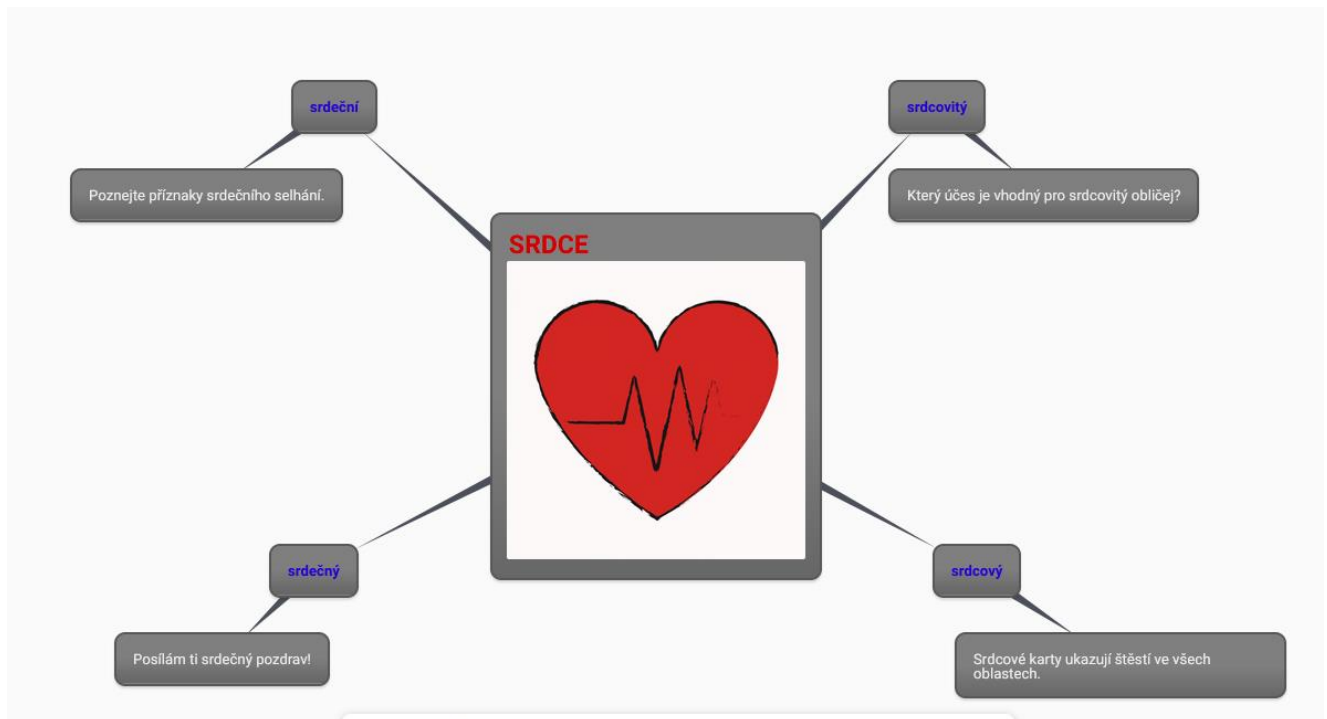 srdeční
Poznejte příznaky srdečního selhání.
srdcovitý
Který účes je vhodný pro srdcovitý obličej?
SRDCE
srdečný
Posílám ti srdečný pozdrav!
srdcový
Srdcové karty ukazují štěstí ve všech
oblastech.